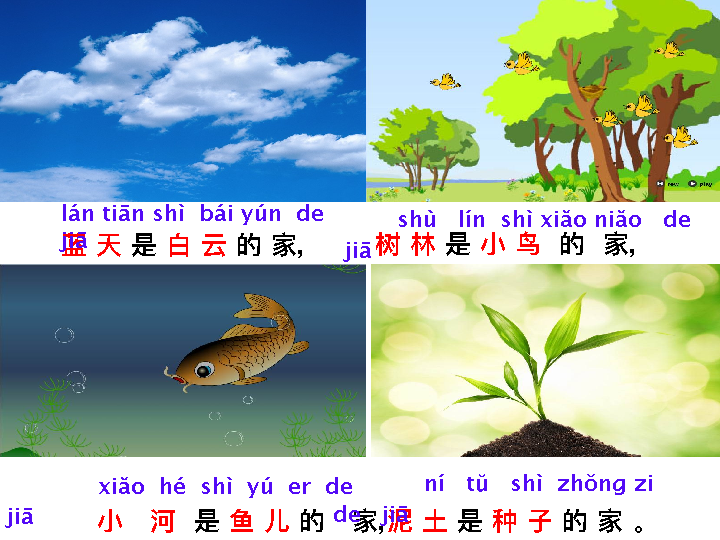 lán tiān shì bái yún de
jiā
蓝 天 是 白 云 的 家，
shù lín shì xiǎo niǎo de
jiā
树 林 是 小 鸟 的 家，
xiǎo hé shì yú er de
jiā
小 河 是 鱼 儿 的 家，
ní tǔ shì zhǒng zi
de jiā
泥 土 是 种 子 的 家 。